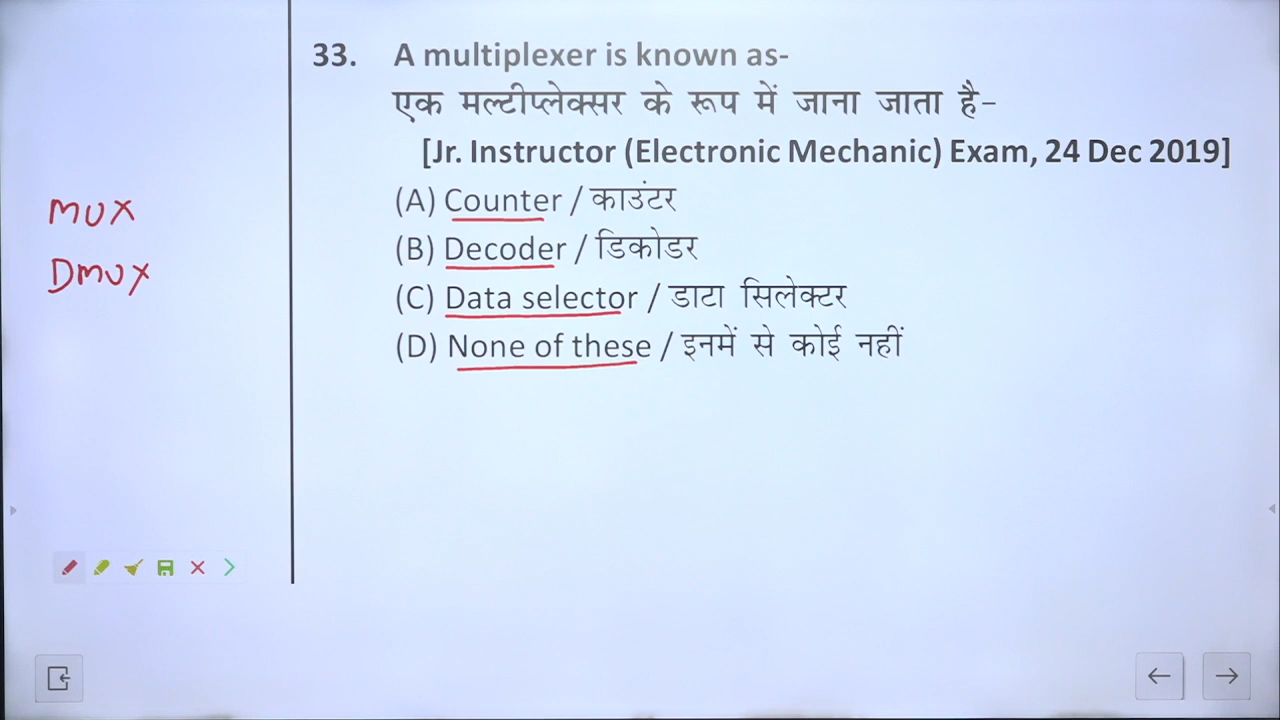 33. A multiplexer is known as-
एक मल्टीप्लेक्सर के रूप में जाना जाता है-
[Jr. Instructor (Electronic Mechanic) Exam, 24 Dec 2019]
(A) Counter / काउंटर
(B) Decoder / डिकोडर
(C) Data selector / डाटा सिलेक्टर
(D) None of these / इनमें से कोई नहीं
MUX
DMUX